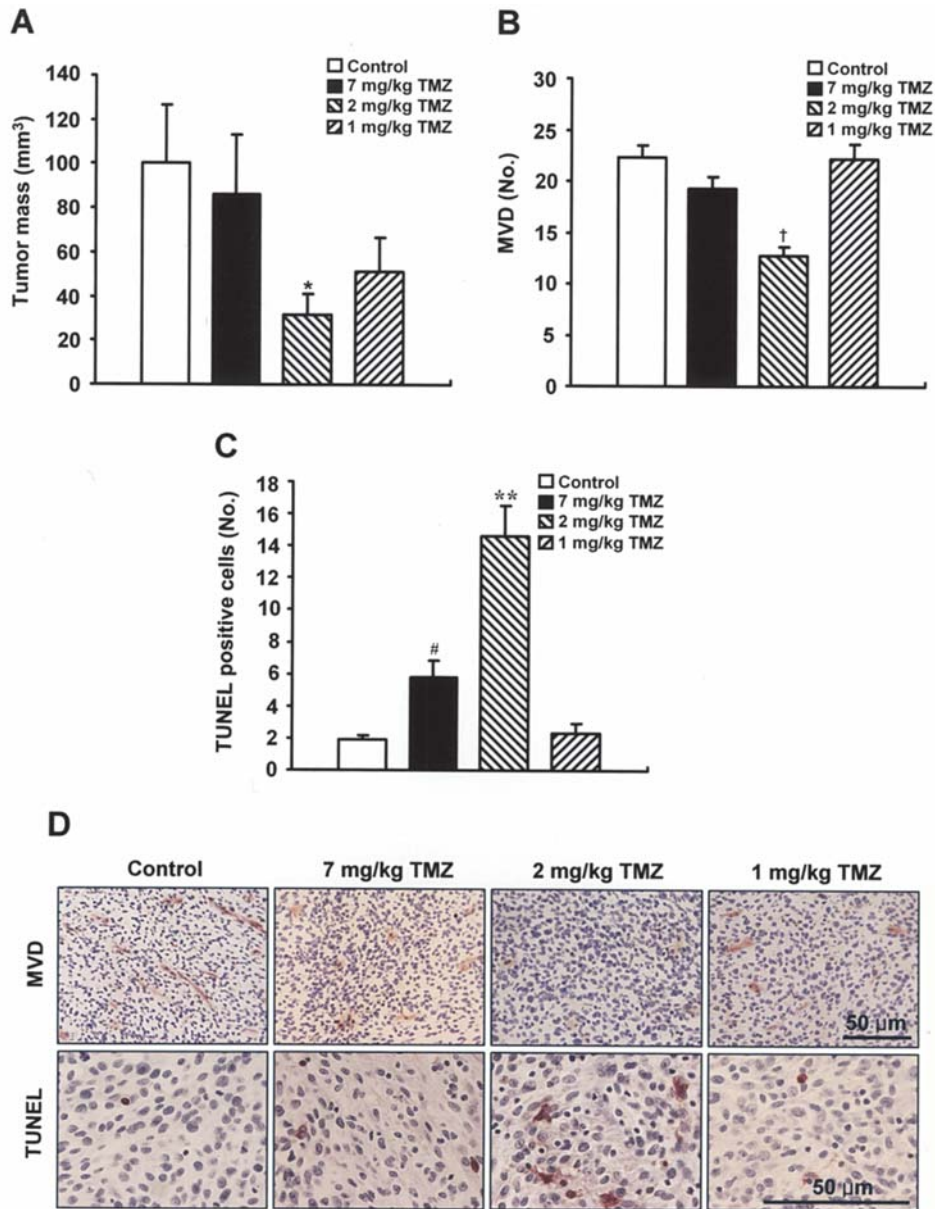 A
Tumor mass (mm³)
140
120
100
80
60
40
20
0
*
Control
7 mg/kg TMZ
2 mg/kg TMZ
1 mg/kg TMZ
B
MVD (No.)
30
25
20
15
10
5
0
†
Control
7 mg/kg TMZ
2 mg/kg TMZ
1 mg/kg TMZ
C
TUNEL positive cells (No.)
18
16
14
12
10
8
6
4
2
0
#
**
Control
7 mg/kg TMZ
2 mg/kg TMZ
1 mg/kg TMZ
D
Control 7 mg/kg TMZ 2 mg/kg TMZ 1 mg/kg TMZ
MVD
50 µm
TUNEL
50 µm